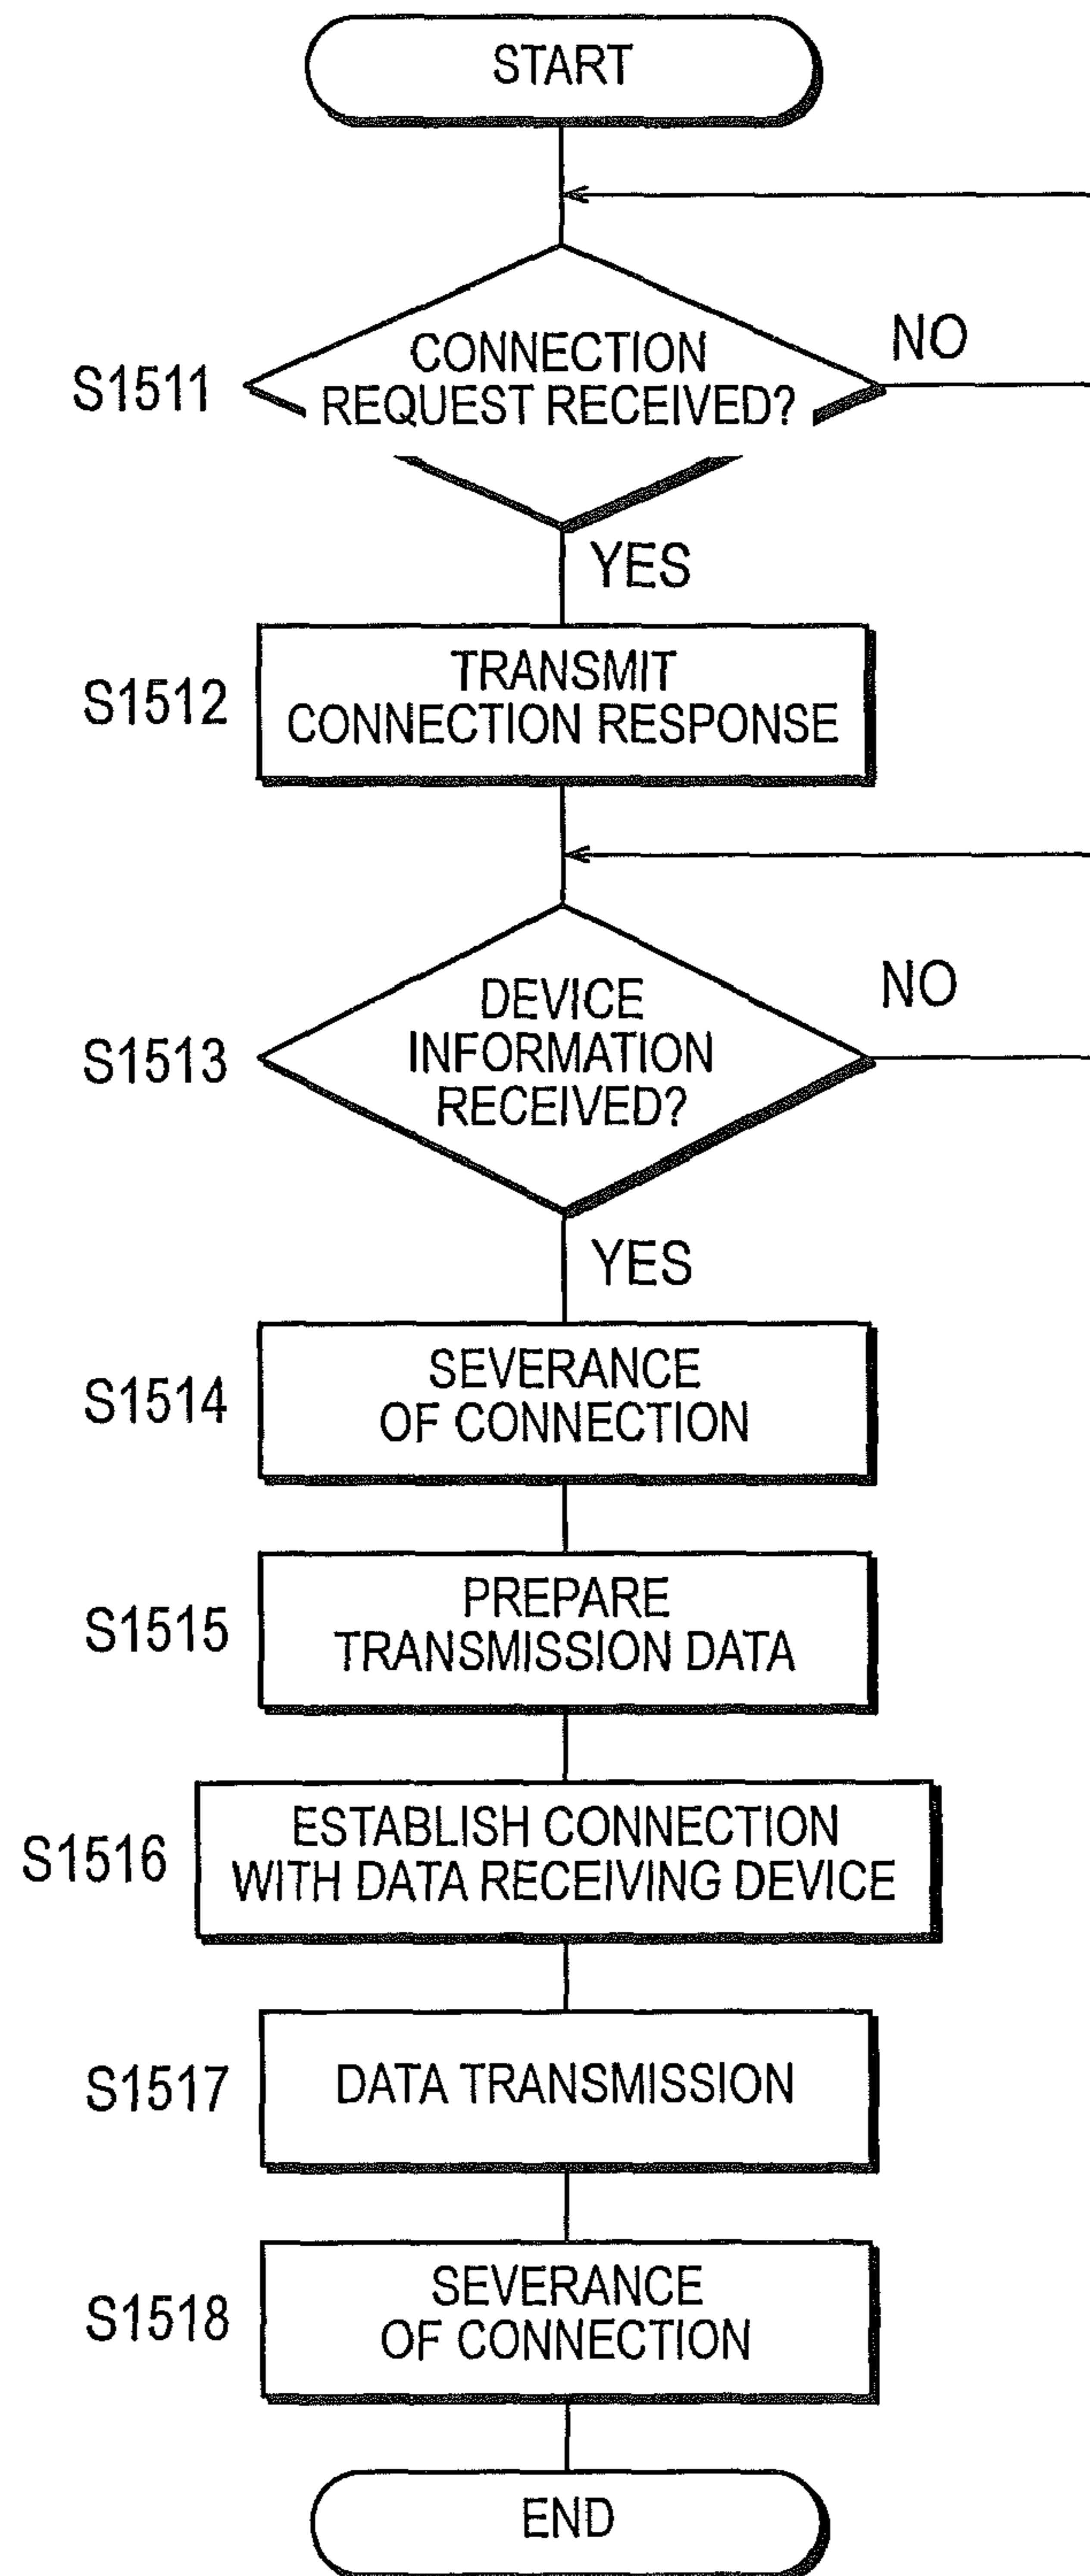 START
CONNECTION
REQUEST RECEIVED?
NO
S1511
YES
TRANSMIT
CONNECTION RESPONSE
S1512
DEVICE
INFORMATION
RECEIVED?
NO
S1513
YES
SEVERANCE
OF CONNECTION
S1514
PREPARE
TRANSMISSION DATA
S1515
ESTABLISH CONNECTION
WITH DATA RECEIVING DEVICE
S1516
DATA TRANSMISSION
S1517
SEVERANCE
OF CONNECTION
S1518
END